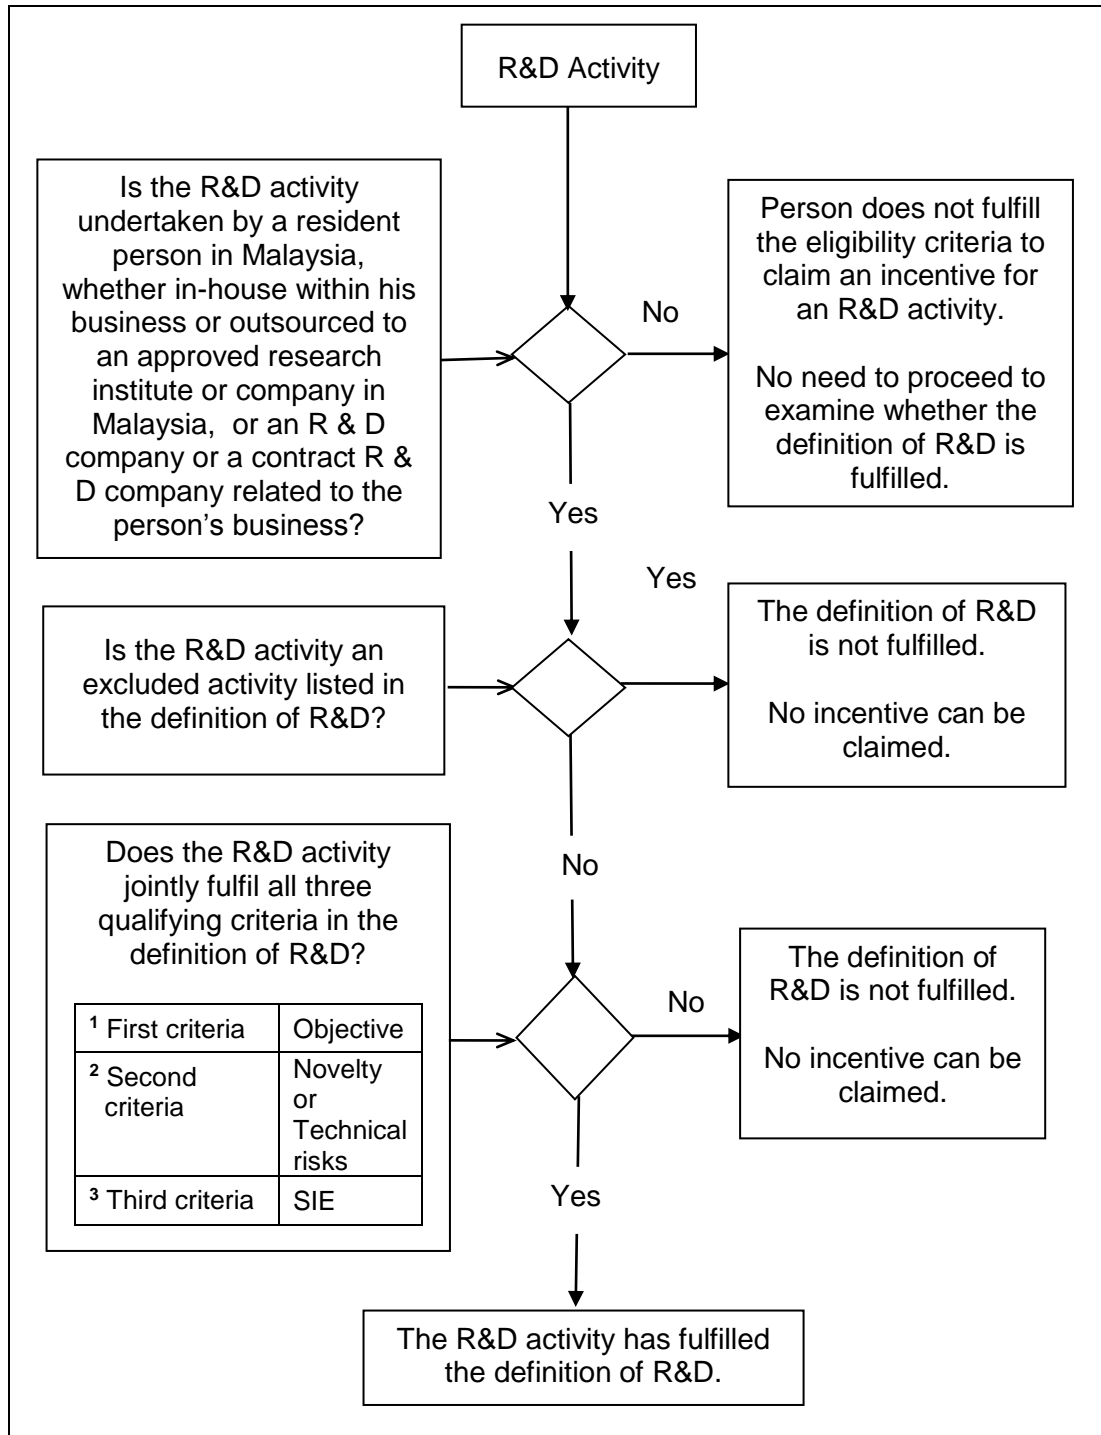 R&D Activity
Is the R&D activity
undertaken by a resident
person in Malaysia,
whether in-house within his
business or outsourced to
an approved research
institute or company in
Malaysia,  or an R & D
company or a contract R &
D company related to the
person's business?
No
Person does not fulfill
the eligibility criteria to
claim an incentive for
an R&D activity.
No need to proceed to
examine whether the
definition of R&D is
fulfilled.
Yes
Is the R&D activity an
excluded activity listed in
the definition of R&D?
Yes
The definition of R&D
is not fulfilled.
No incentive can be
claimed.
No
Does the R&D activity
jointly fulfil all three
qualifying criteria in the
definition of R&D?
1 First criteria Objective
2 Second
criteria
Novelty
or
Technical
risks
3 Third criteria SIE
No
The definition of
R&D is not fulfilled.
No incentive can be
claimed.
Yes
The R&D activity has fulfilled
the definition of R&D.